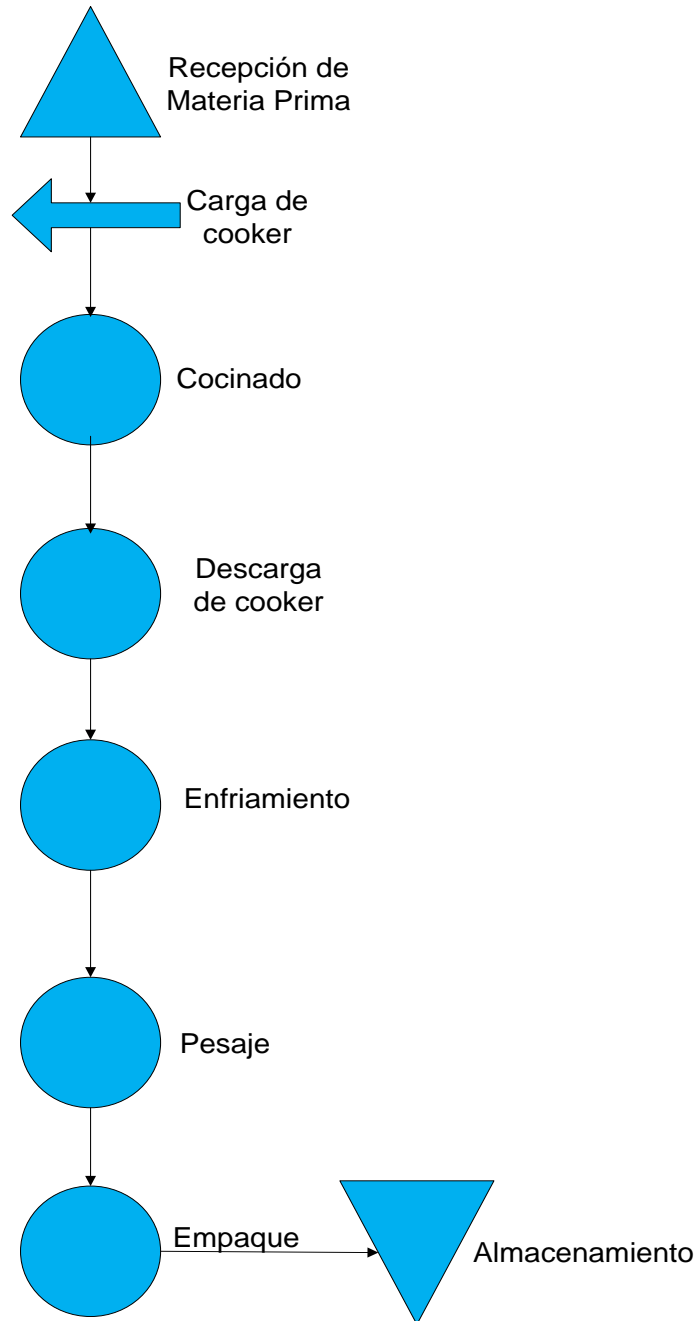 Recepción de
Materia Prima
Carga de
cooker
Cocinado
Descarga
de cooker
Enfriamiento
Pesaje
Empaque
Almacenamiento